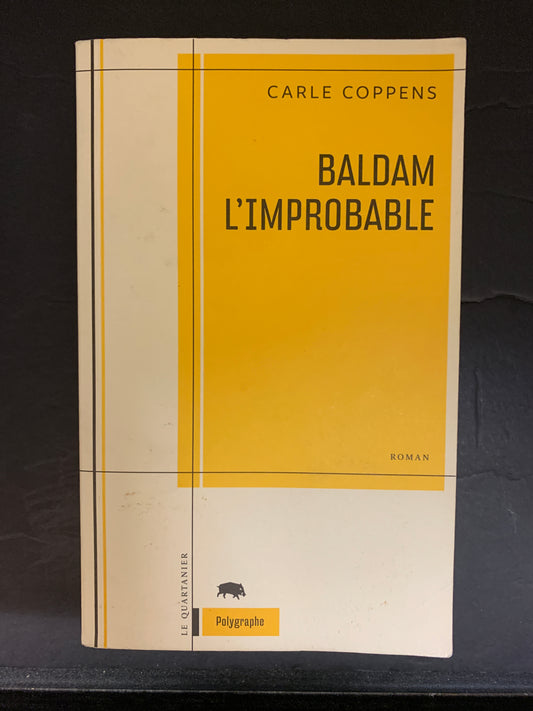 CARLE COPPENS
BALDAM
L'IMPROBABLE
ROMAN
LE QUARTANIER
Polygraphe